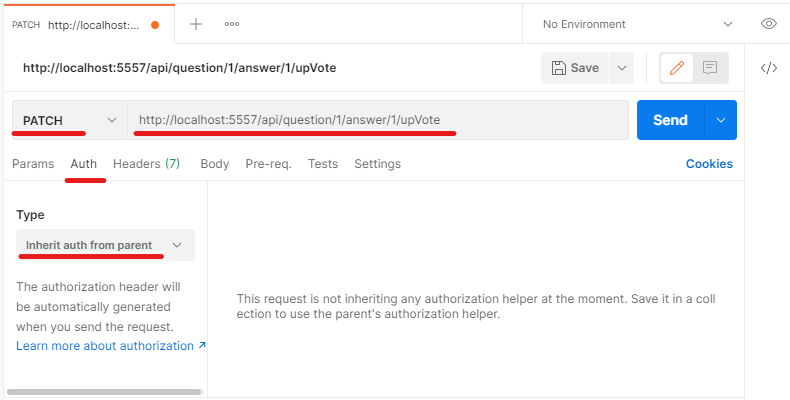 PATCH http://localhost:... No Environment
http://localhost:5557/api/question/1/answer/1/upVote Save
PATCH http://localhost:5557/api/question/1/answer/1/upVote Send
Params Auth Headers (7) Body Pre-req. Tests Settings Cookies
Type
Inherit auth from parent
The authorization header will
be automatically generated
when you send the request.
Learn more about authorization ↗
This request is not inheriting any authorization helper at the moment. Save it in a coll
ection to use the parent's authorization helper.